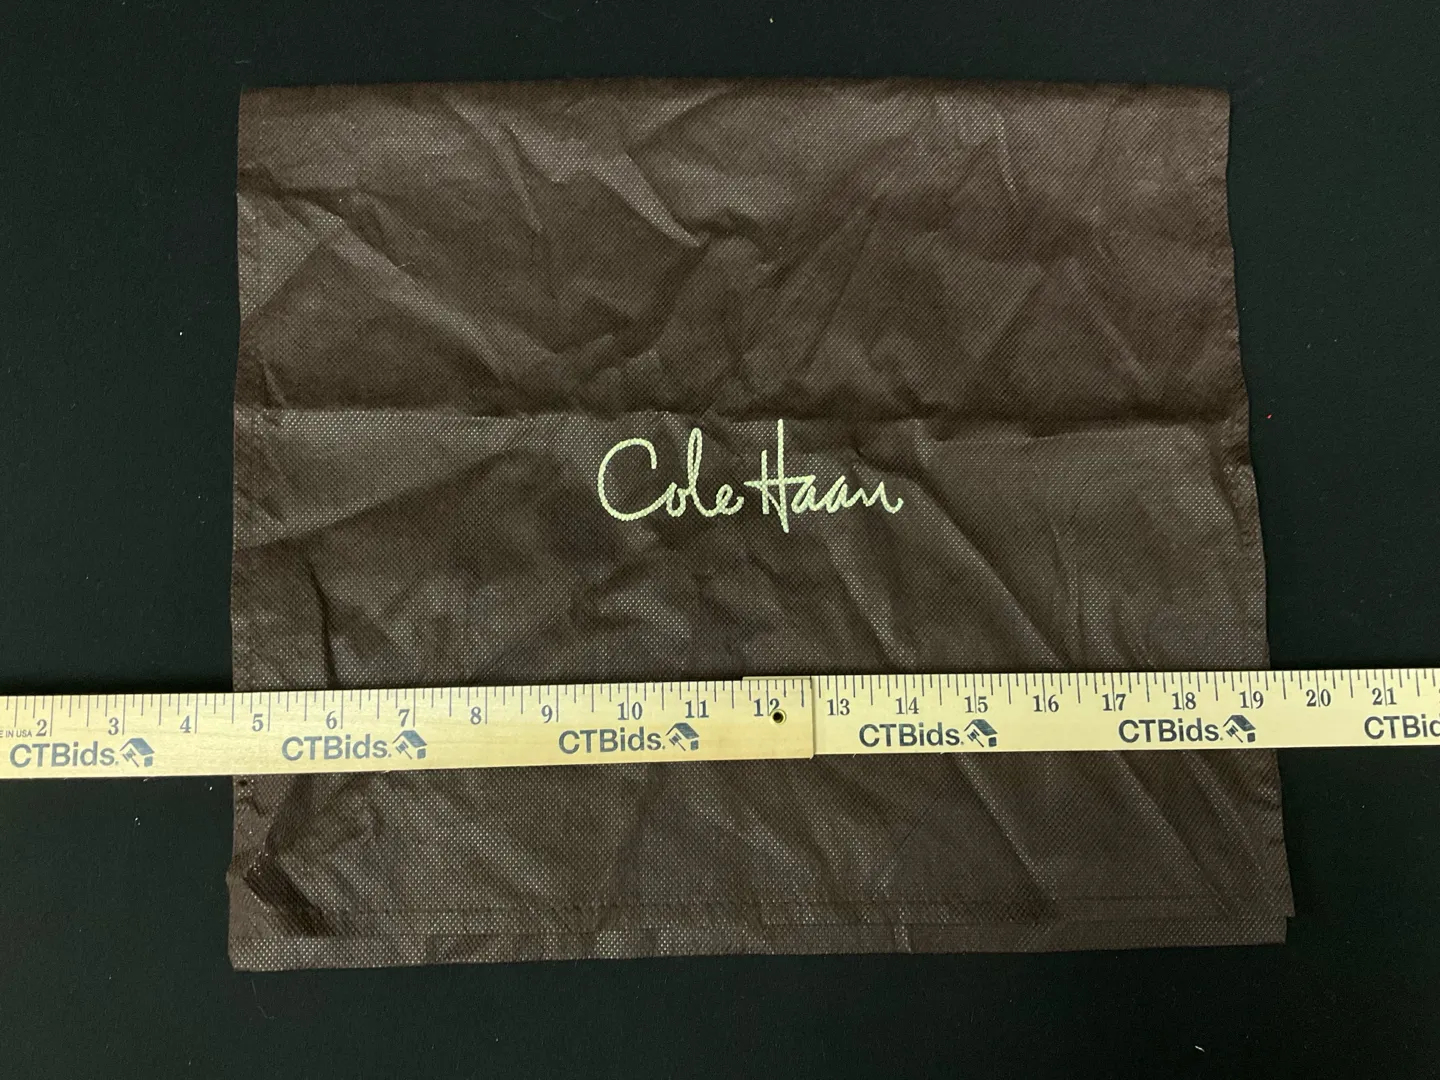 Cole Haan
2 3 4 5 6 7 8 9 10 11 12 13 14 15 16 17 18 19 20 21
E IN USA
CTBids. CTBids. CTBids. CTBids. CTBids. CTBid